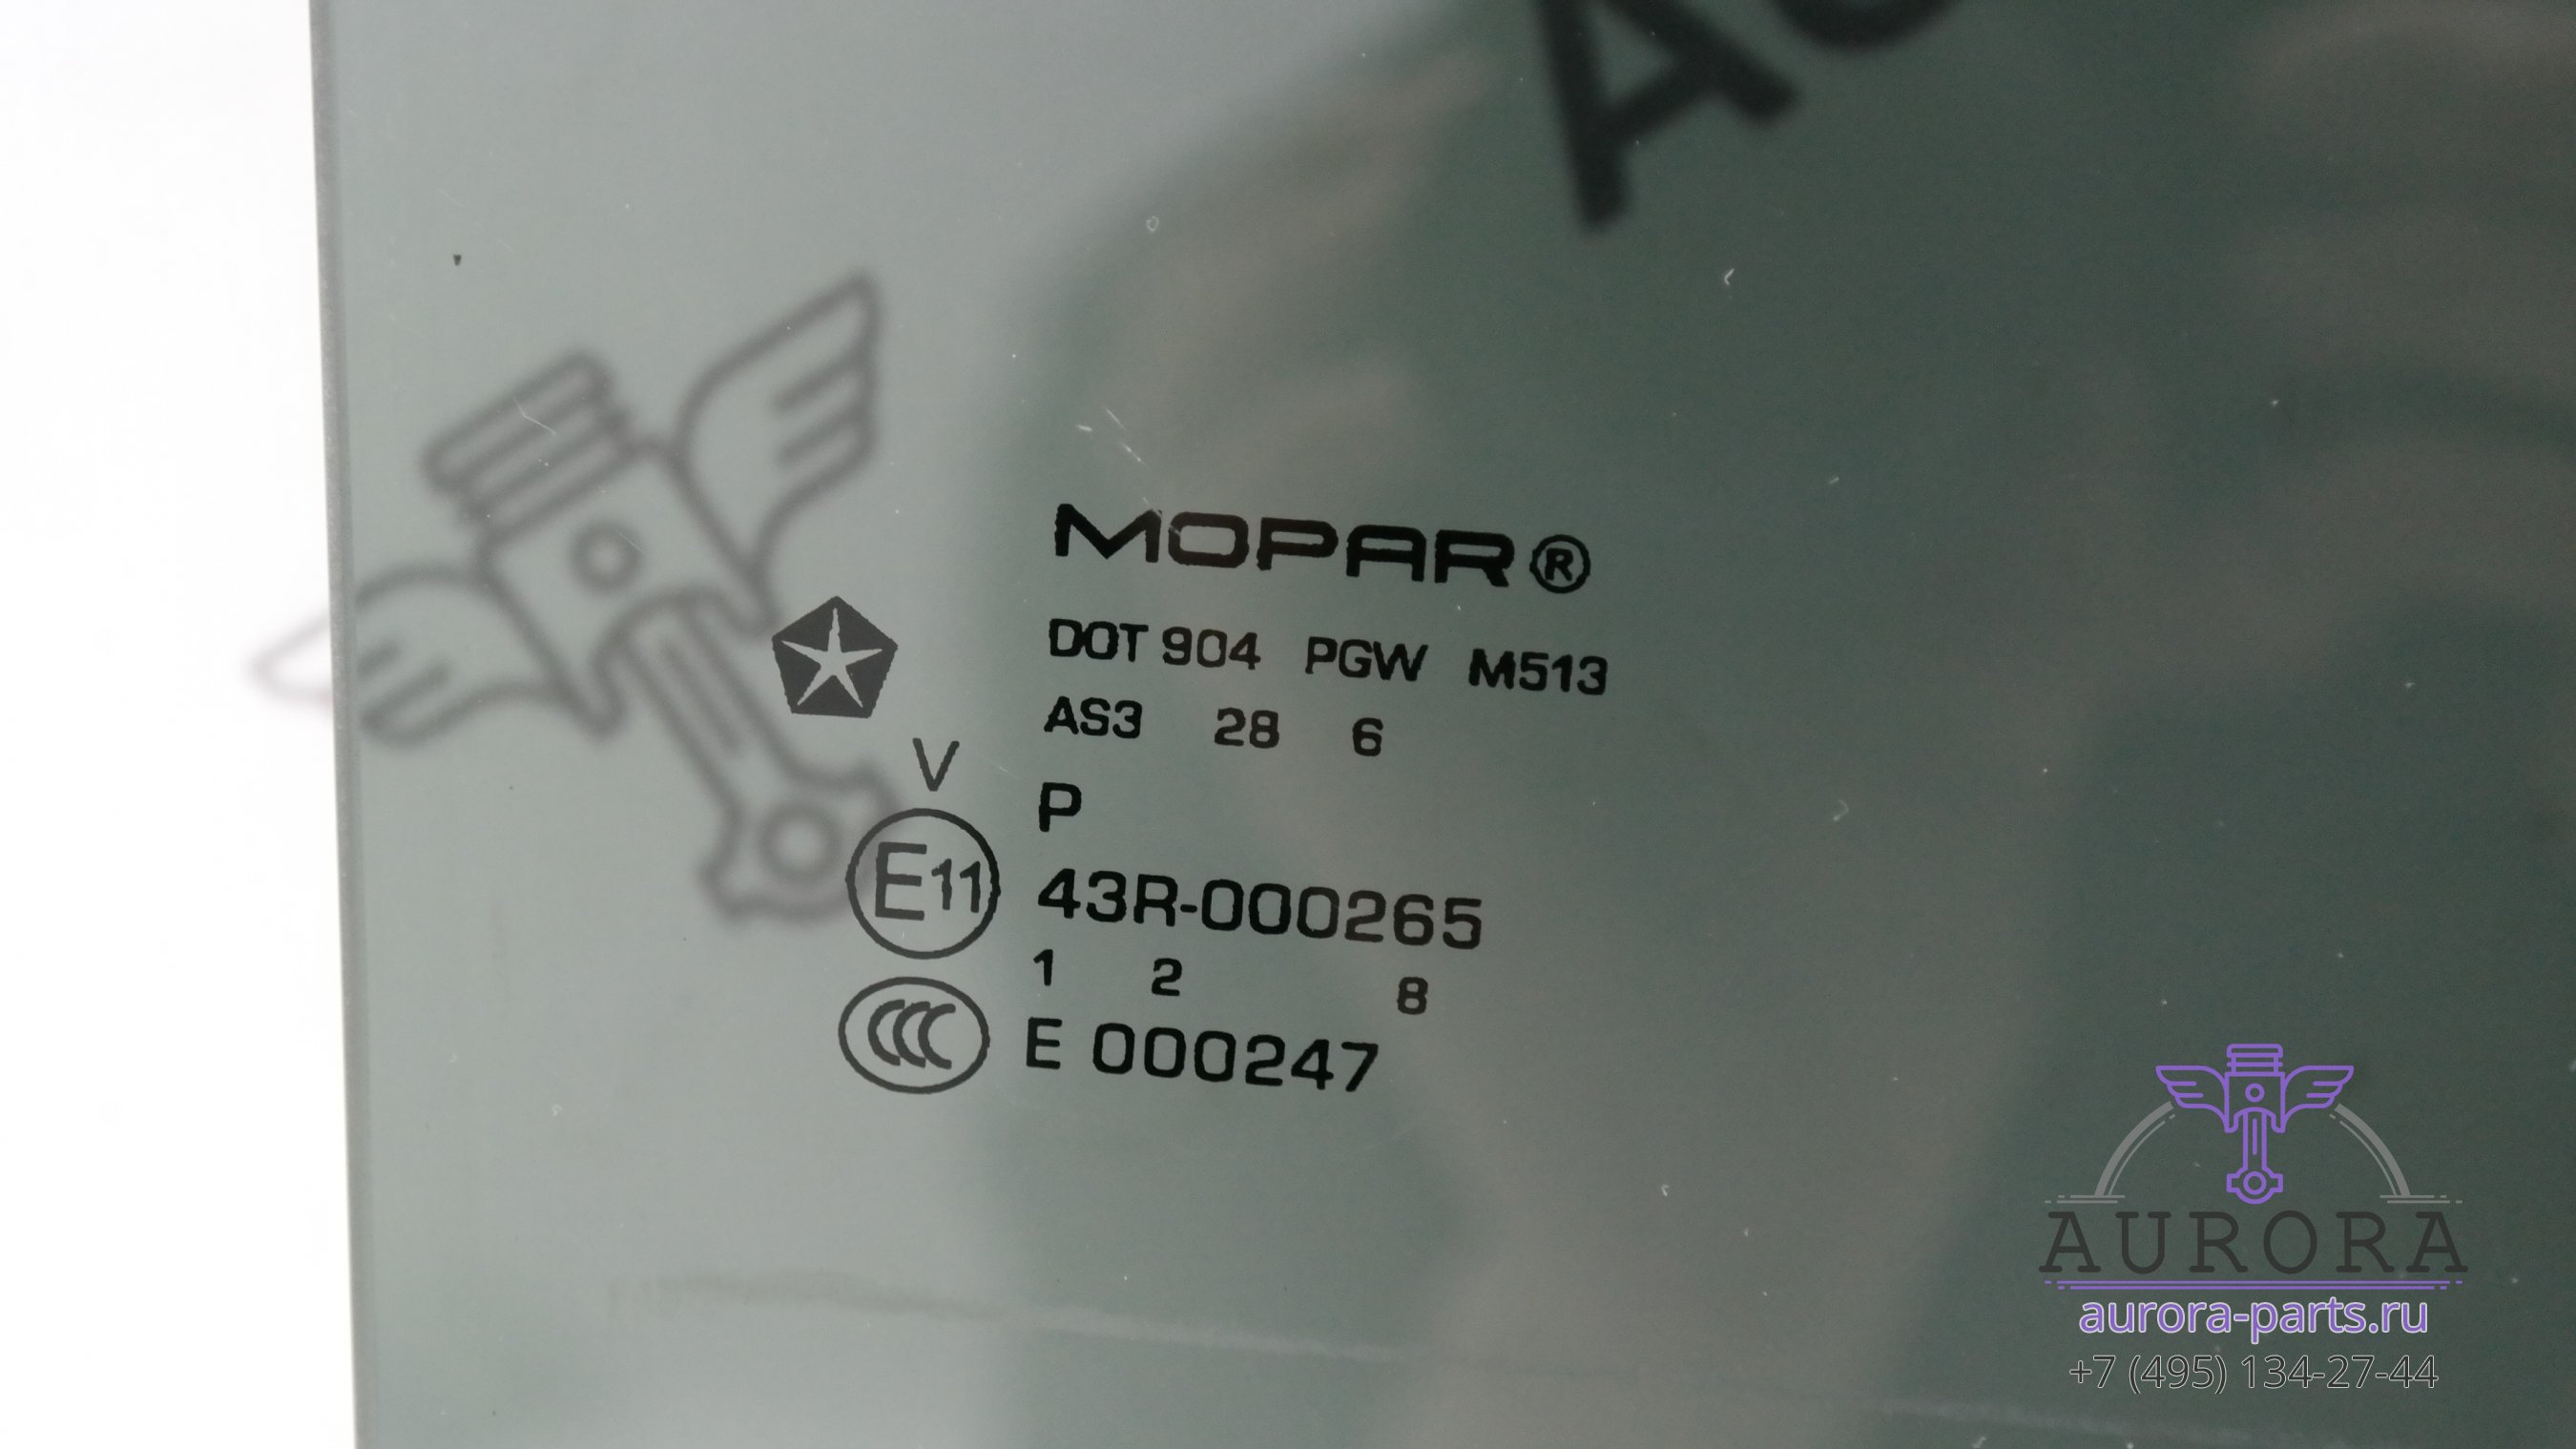 MOPAR®
DOT 904 PGW M513
AS3 28 6
V
P
E11 43R-000265
1 2 8
CCC E 000247
AURORA
aurora-parts.ru
+7 (495) 134-27-44